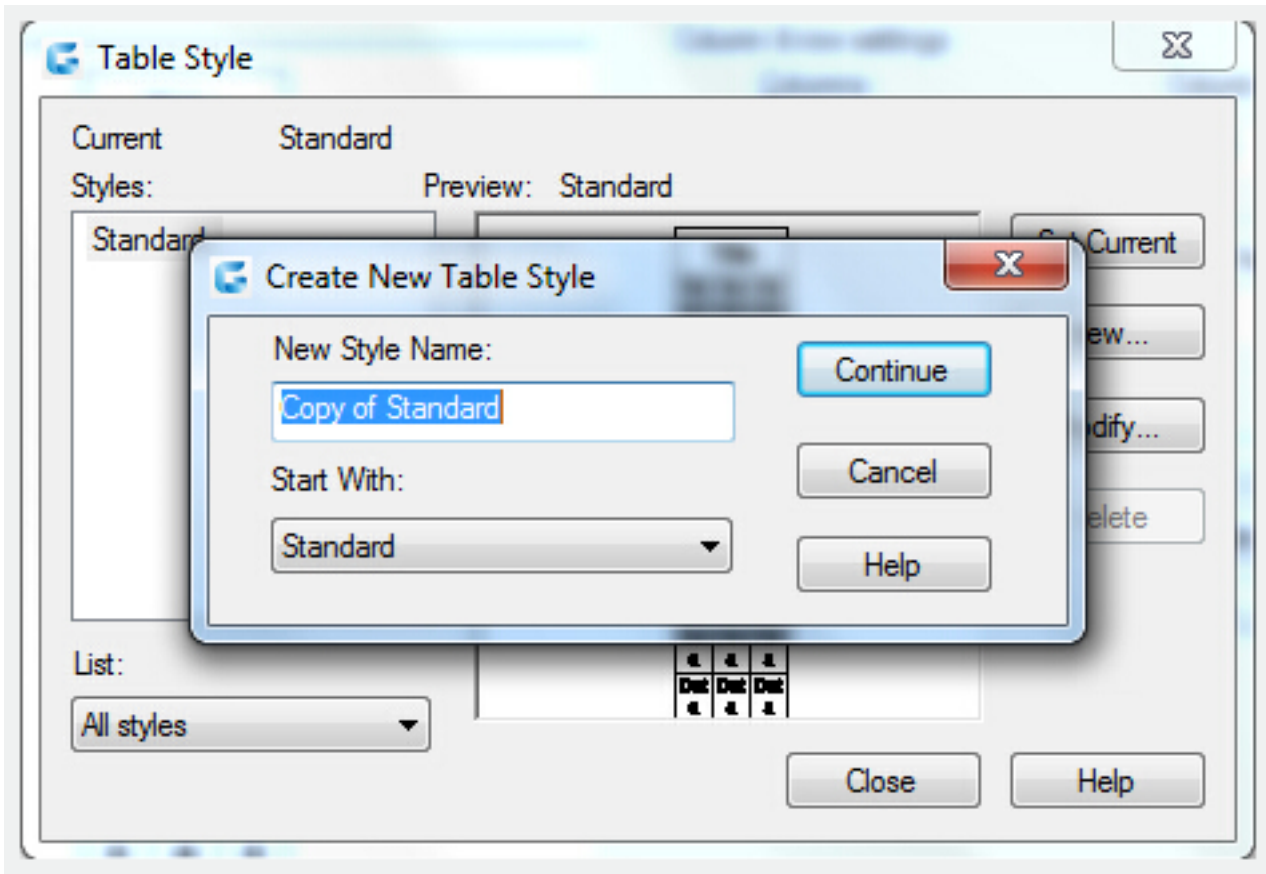 Table Style
Current Standard
Styles: Preview: Standard
Standard
Current
Create New Table Style
New Style Name:
Copy of Standard
Continue
Start With:
Cancel
Standard
Help
List:
All styles
Close Help